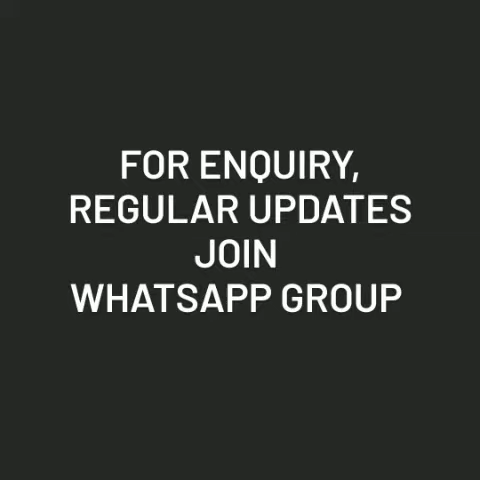 FOR ENQUIRY,
REGULAR UPDATES
JOIN
WHATSAPP GROUP